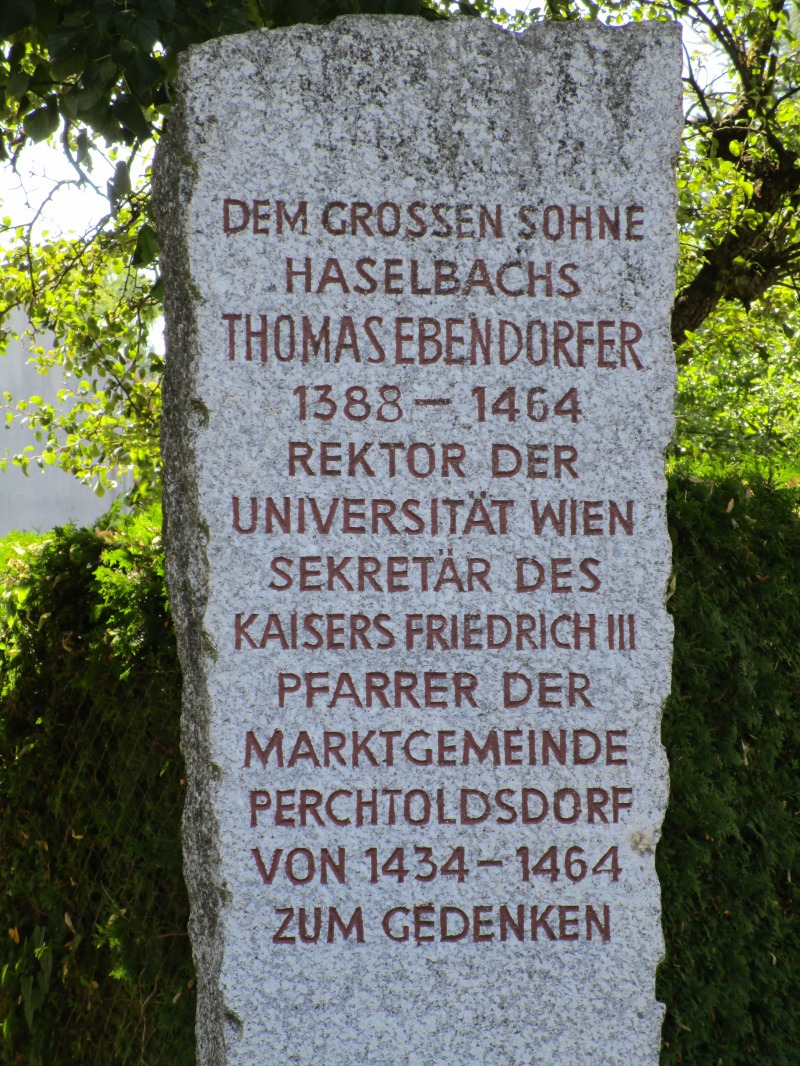 DEM GROSSEN SOHNE
HASELBACHS
THOMAS EBENDORFER
1388 – 1464
REKTOR DER
UNIVERSITÄT WIEN
SEKRETÄR DES
KAISERS FRIEDRICH III
PFARRER DER
MARKTGEMEINDE
PERCHTOLDSDORF
VON 1434 – 1464
ZUM GEDENKEN